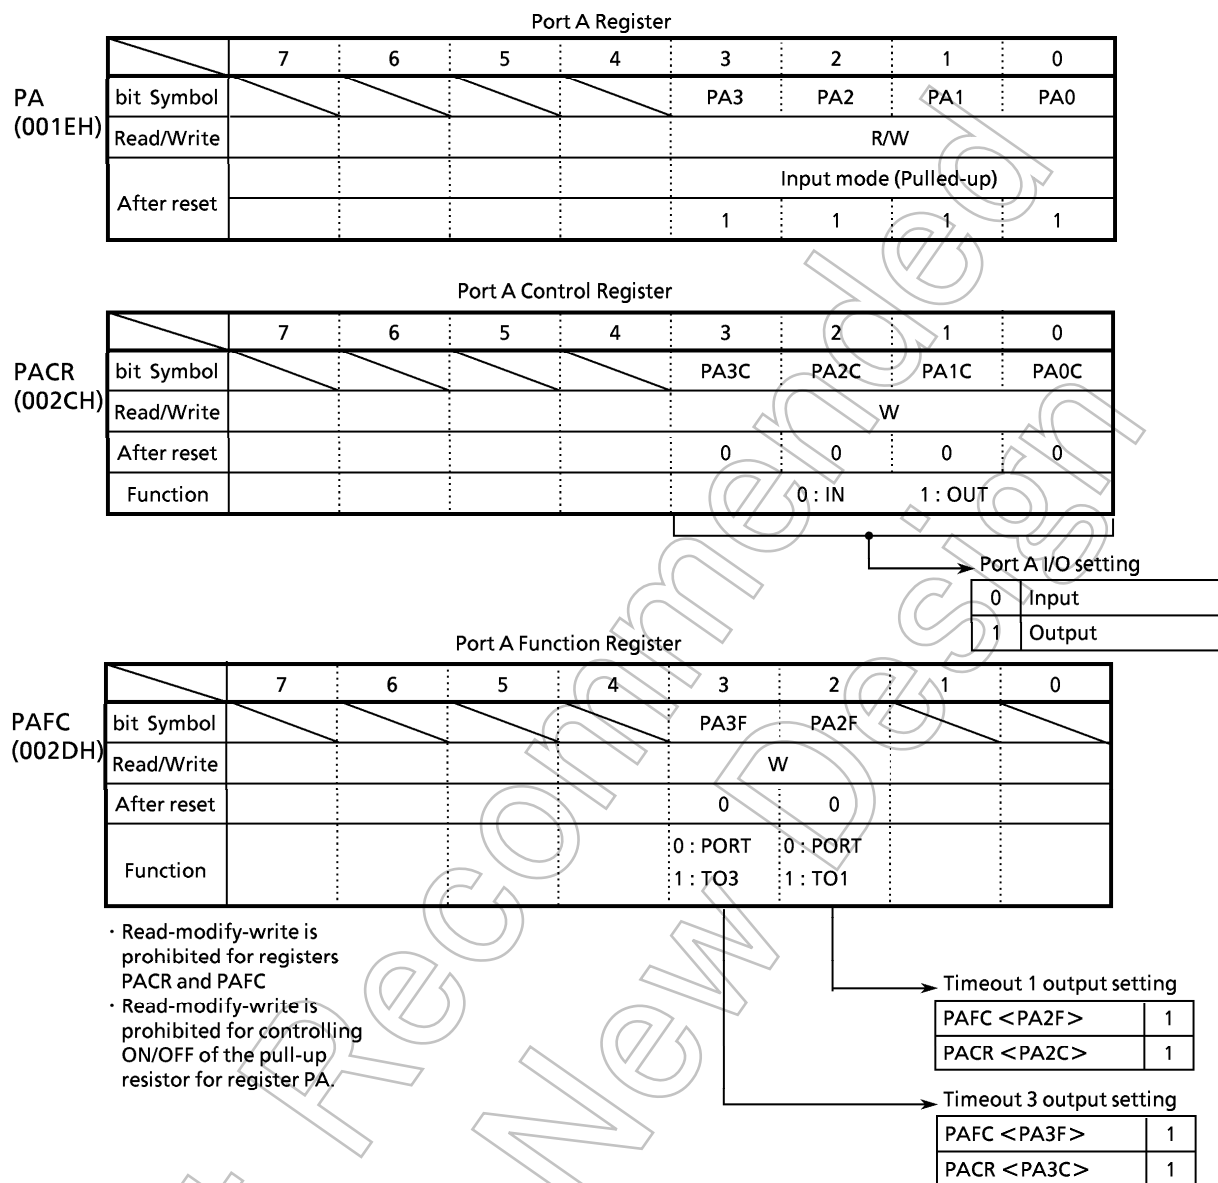 Port A Register
7 6 5 4 3 2 1 0
PA
(001EH)
bit Symbol PA3 PA2 PA1 PA0
Read/Write R/W
After reset Input mode (Pulled-up)
1 1 1 1
Port A Control Register
7 6 5 4 3 2 1 0
PACR
(002CH)
bit Symbol PA3C PA2C PA1C PA0C
Read/Write W
After reset 0 0 0 0
Function 0 : IN 1 : OUT
Port A I/O setting
0 Input
1 Output
Port A Function Register
7 6 5 4 3 2 1 0
PAFC
(002DH)
bit Symbol PA3F PA2F
Read/Write W
After reset 0 0
Function 0 : PORT 0 : PORT
1 : TO3 1 : TO1
· Read-modify-write is
prohibited for registers
PACR and PAFC
· Read-modify-write is
prohibited for controlling
ON/OFF of the pull-up
resistor for register PA.
Timeout 1 output setting
PAFC <PA2F> 1
PACR <PA2C> 1
Timeout 3 output setting
PAFC <PA3F> 1
PACR <PA3C> 1
Recommended
New Design